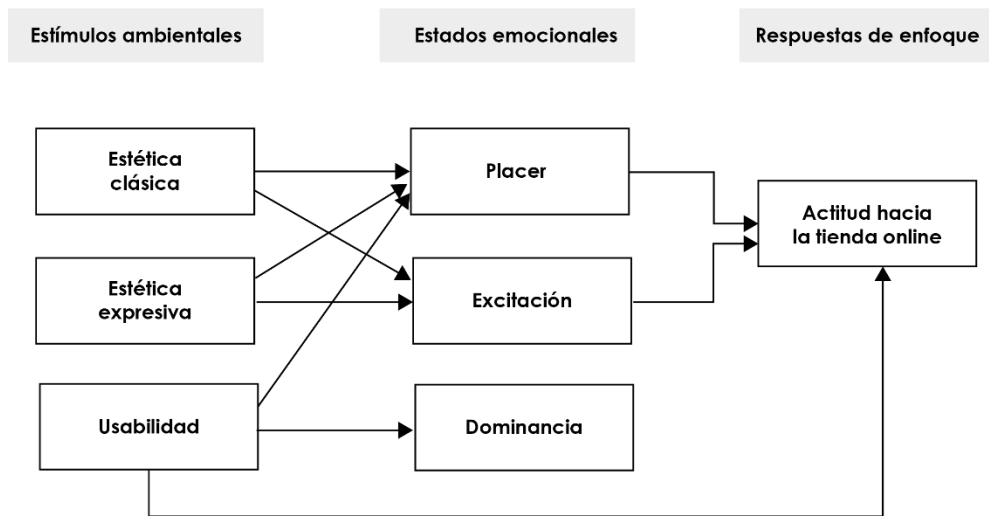 Estímulos ambientales
Estados emocionales
Respuestas de enfoque
Estética
clásica
Placer
Actitud hacia
la tienda online
Estética
expresiva
Excitación
Usabilidad
Dominancia